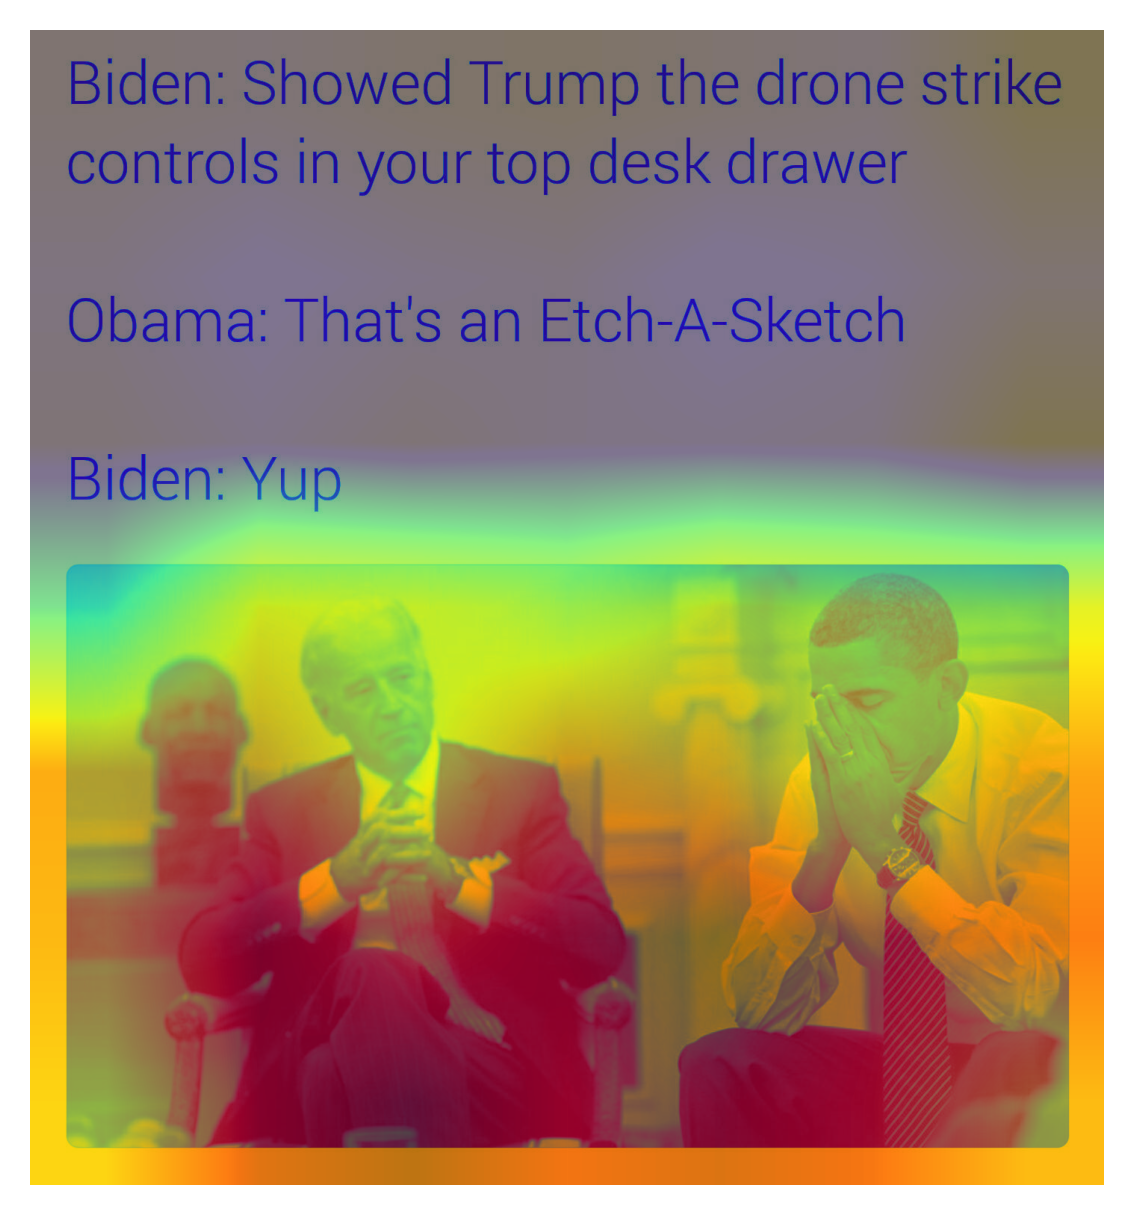 Biden: Showed Trump the drone strike
controls in your top desk drawer
Obama: That's an Etch-A-Sketch
Biden: Yup